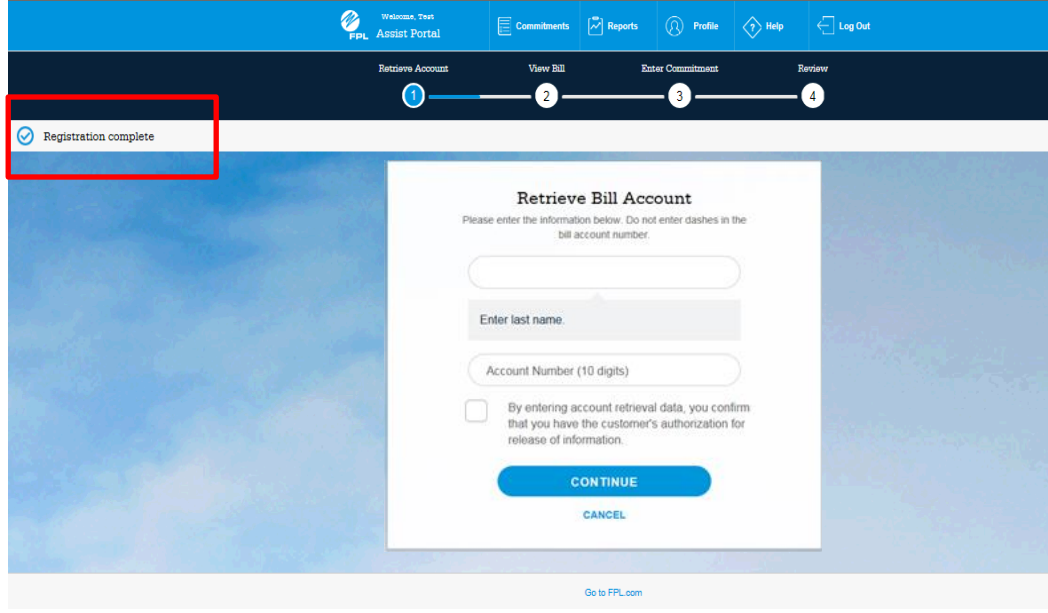 Welcome, Test
FPL Assist Portal
Commitments
Reports
Profile
? Help
Log Out
Retrieve Account
View Bill
Enter Commitment
Review
1
2
3
4
Registration complete
Retrieve Bill Account
Please enter the information below. Do not enter dashes in the
bill account number.
Enter last name.
Account Number (10 digits)
By entering account retrieval data, you confirm
that you have the customer's authorization for
release of information.
CONTINUE
CANCEL
Go to FPL.com